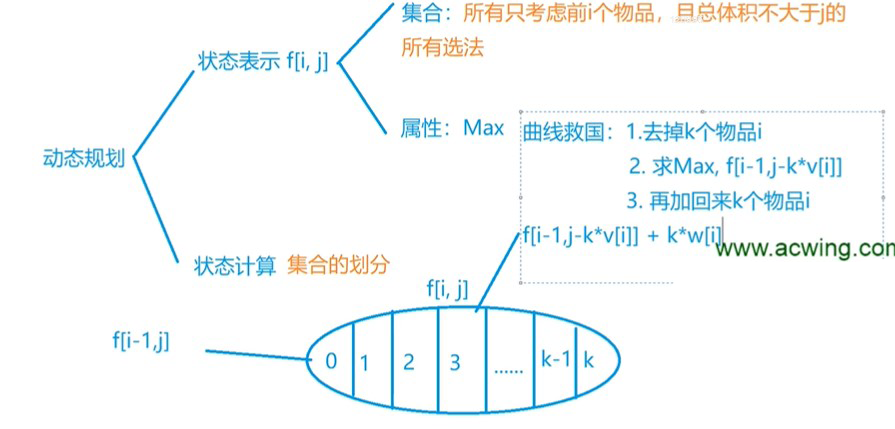 集合：所有只考虑前i个物品，且总体积不大于j的
所有选法
状态表示 f[i, j]
属性：Max
曲线救国：1.去掉k个物品i
2. 求Max, f[i-1,j-k*v[i]]
3. 再加回来k个物品i
f[i-1,j-k*v[i]] + k*w[i]
www.acwing.com
动态规划
状态计算 集合的划分
f[i, j]
f[i-1,j]
0 1 2 3 ...... k-1 k